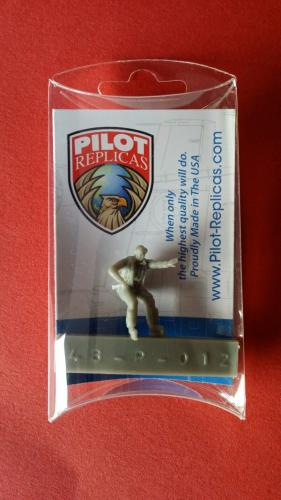 PILOT
REPLICAS
When only
the highest quality will do.
Proudly Made in The USA
www.Pilot-Replicas.com
48-P-012